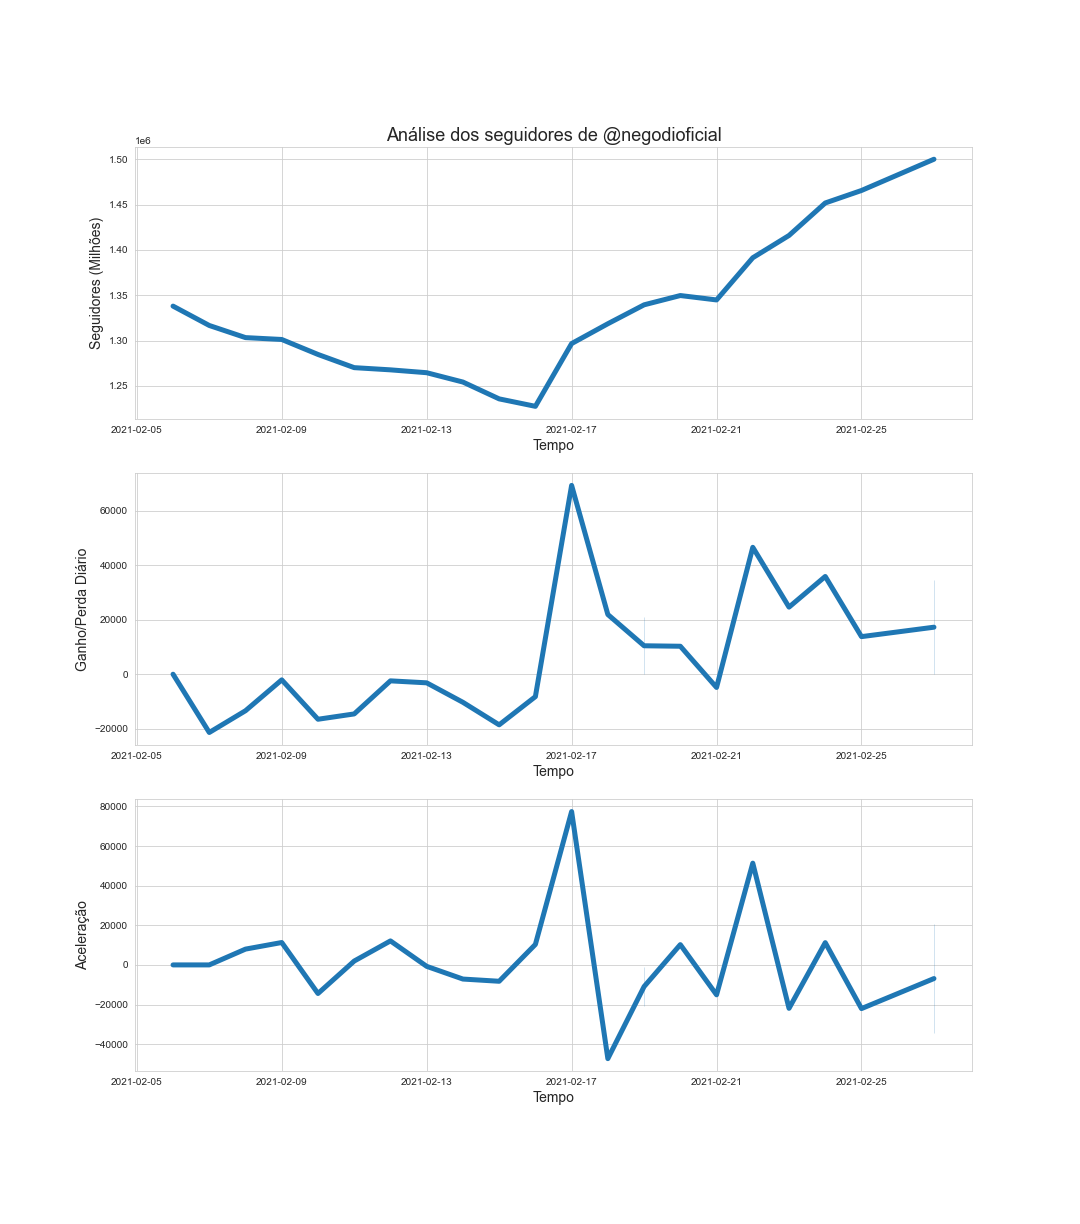 Análise dos seguidores de @negodioficial
1e6
1.50
1.45
1.40
1.35
1.30
1.25
Seguidores (Milhões)
2021-02-05 2021-02-09 2021-02-13 2021-02-17 2021-02-21 2021-02-25
Tempo
60000
40000
20000
0
−20000
Ganho/Perda Diário
2021-02-05 2021-02-09 2021-02-13 2021-02-17 2021-02-21 2021-02-25
Tempo
80000
60000
40000
20000
0
−20000
−40000
Aceleração
2021-02-05 2021-02-09 2021-02-13 2021-02-17 2021-02-21 2021-02-25
Tempo